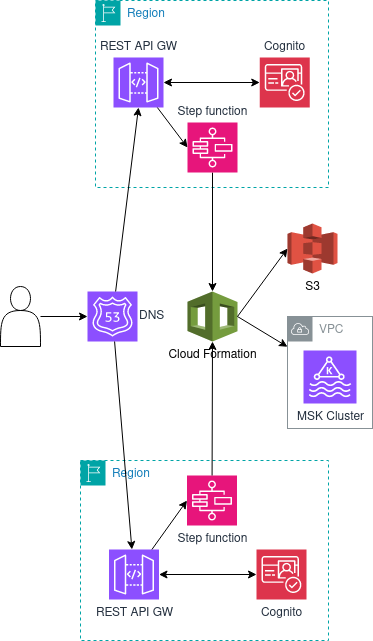 Region
REST API GW
Cognito
Step function
53
DNS
S3
Cloud Formation
VPC
K
MSK Cluster
Region
Step function
REST API GW
Cognito